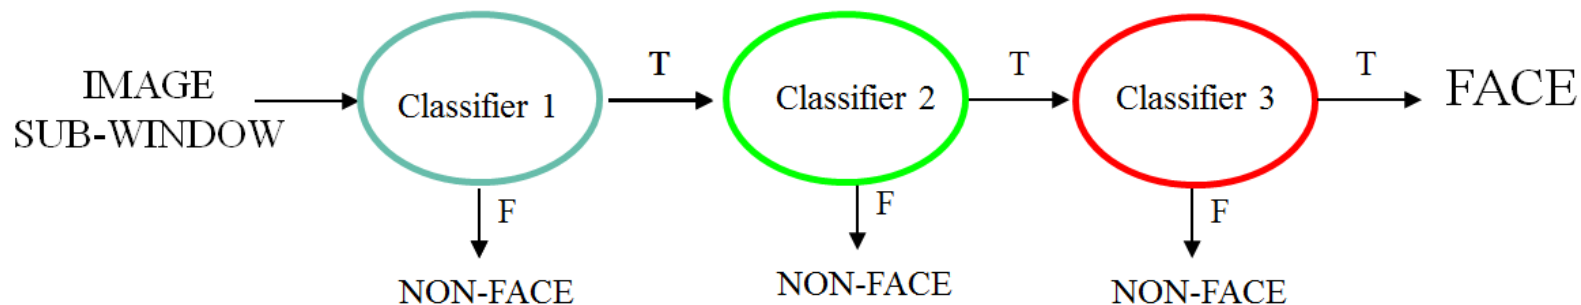 IMAGE
SUB-WINDOW
Classifier 1
T
Classifier 2
T
Classifier 3
T
FACE
F
NON-FACE
F
NON-FACE
F
NON-FACE